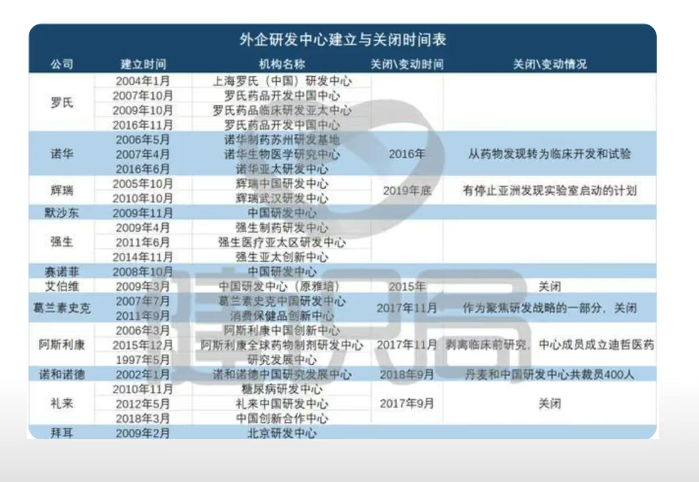 外企研发中心建立与关闭时间表
公司 建立时间 机构名称 关闭\变动时间 关闭\变动情况
罗氏 2004年1月 上海罗氏（中国）研发中心
2007年10月 罗氏药品开发中国中心
2009年10月 罗氏药品临床研发亚太中心
2016年11月 罗氏药品开发中国中心
诺华 2006年5月 诺华制药苏州研发基地 2016年 从药物发现转为临床开发和试验
2007年4月 诺华生物医学研究中心
2016年6月 诺华亚太研发中心
辉瑞 2005年10月 辉瑞中国研发中心 2019年底 有停止亚洲发现实验室启动的计划
2010年10月 辉瑞武汉研发中心
默沙东 2009年11月 中国研发中心
强生 2009年4月 强生制药研发中心
2011年6月 强生医疗亚太区研发中心
2014年11月 强生亚太创新中心
赛诺菲 2008年10月 中国研发中心
艾伯维 2009年3月 中国研发中心（原雅培） 2015年 关闭
葛兰素史克 2007年7月 葛兰素史克中国研发中心 2017年11月 作为聚焦研发战略的一部分，关闭
2011年9月 消费保健品创新中心
阿斯利康 2006年3月 阿斯利康中国创新中心 2017年11月 剥离临床前研究，中心成员成立迪哲医药
2015年12月 阿斯利康全球药物制剂研发中心
1997年5月 研究发展中心
诺和诺德 2002年1月 诺和诺德中国研究发展中心 2018年9月 丹麦和中国研发中心共裁员400人
礼来 2010年11月 糖尿病研发中心 2017年9月 关闭
2012年5月 礼来中国研发中心
2018年3月 中国创新合作中心
拜耳 2009年2月 北京研发中心